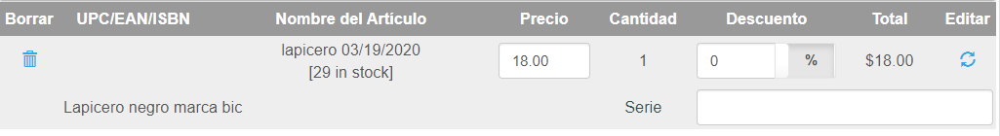 Borrar UPC/EAN/ISBN Nombre del Artículo Precio Cantidad Descuento Total Editar
lapicero 03/19/2020
[29 in stock]
18.00 1 0 % $18.00
Lapicero negro marca bic Serie